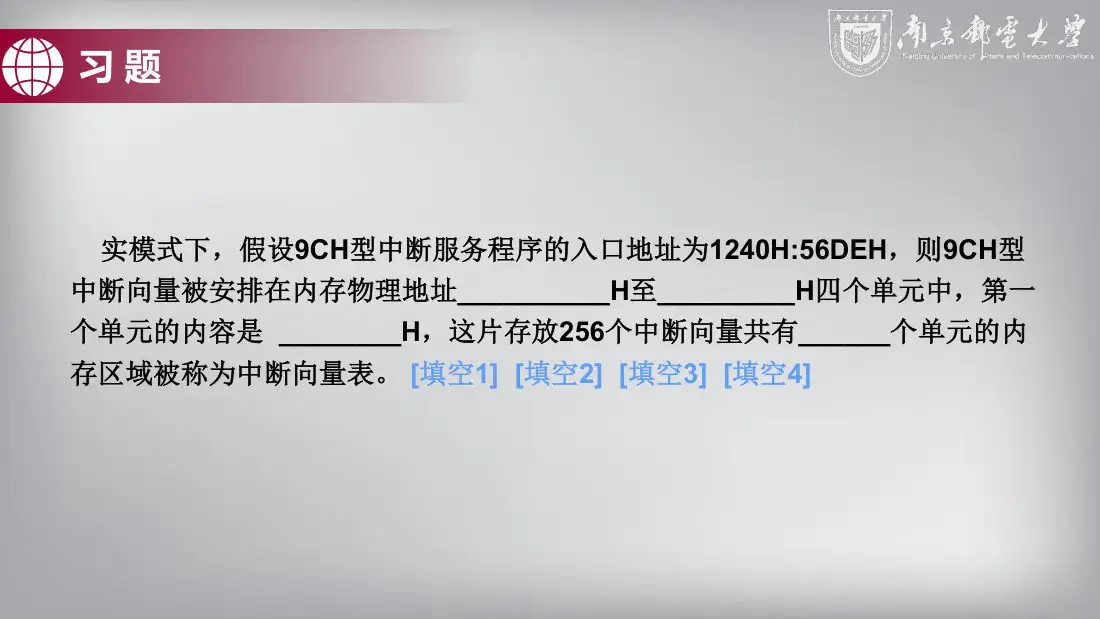 习题
南京邮电大学
Nanjing University of Posts and Telecommunications
实模式下，假设9CH型中断服务程序的入口地址为1240H:56DEH，则9CH型
中断向量被安排在内存物理地址__________H至_________H四个单元中，第一
个单元的内容是 ________H，这片存放256个中断向量共有______个单元的内
存区域被称为中断向量表。 [填空1] [填空2] [填空3] [填空4]